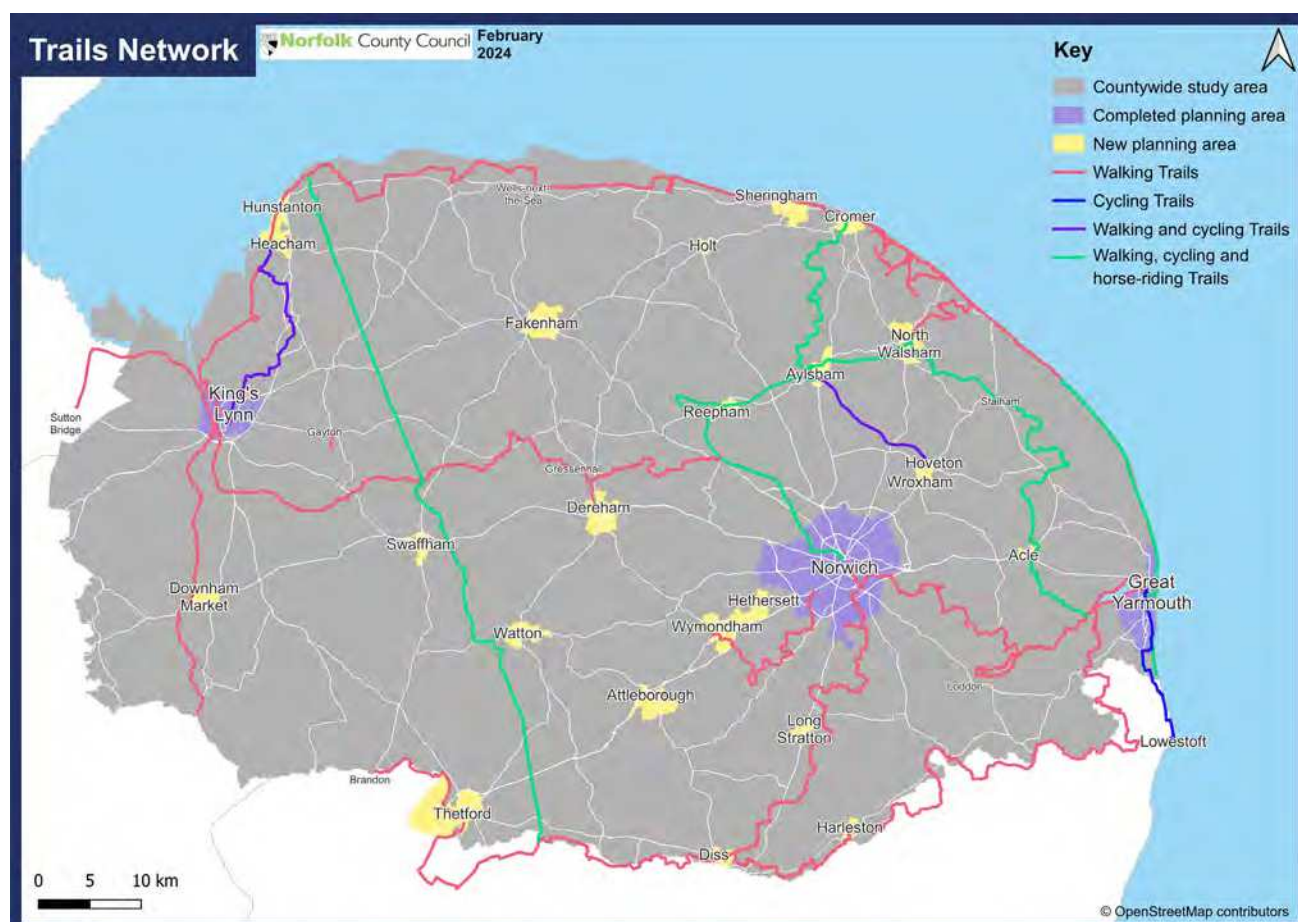 Trails Network
Norfolk County Council
February
2024
Key
Countywide study area
Completed planning area
New planning area
Walking Trails
Cycling Trails
Walking and cycling Trails
Walking, cycling and
horse-riding Trails
Hunstanton
Heacham
Wells-next
-the-Sea
Sheringham
Cromer
Holt
Fakenham
North
Walsham
Aylsham
King's
Lynn
Sutton
Bridge
Gayton
Reepham
Stalham
Gressenhall
Hoveton
Wroxham
Dereham
Swaffham
Norwich
Acle
Great
Yarmouth
Downham
Market
Hethersett
Wymondham
Watton
Attleborough
Loddon
Long
Stratton
Lowestoft
Brandon
Thetford
Harleston
Diss
0 5 10 km
© OpenStreetMap contributors